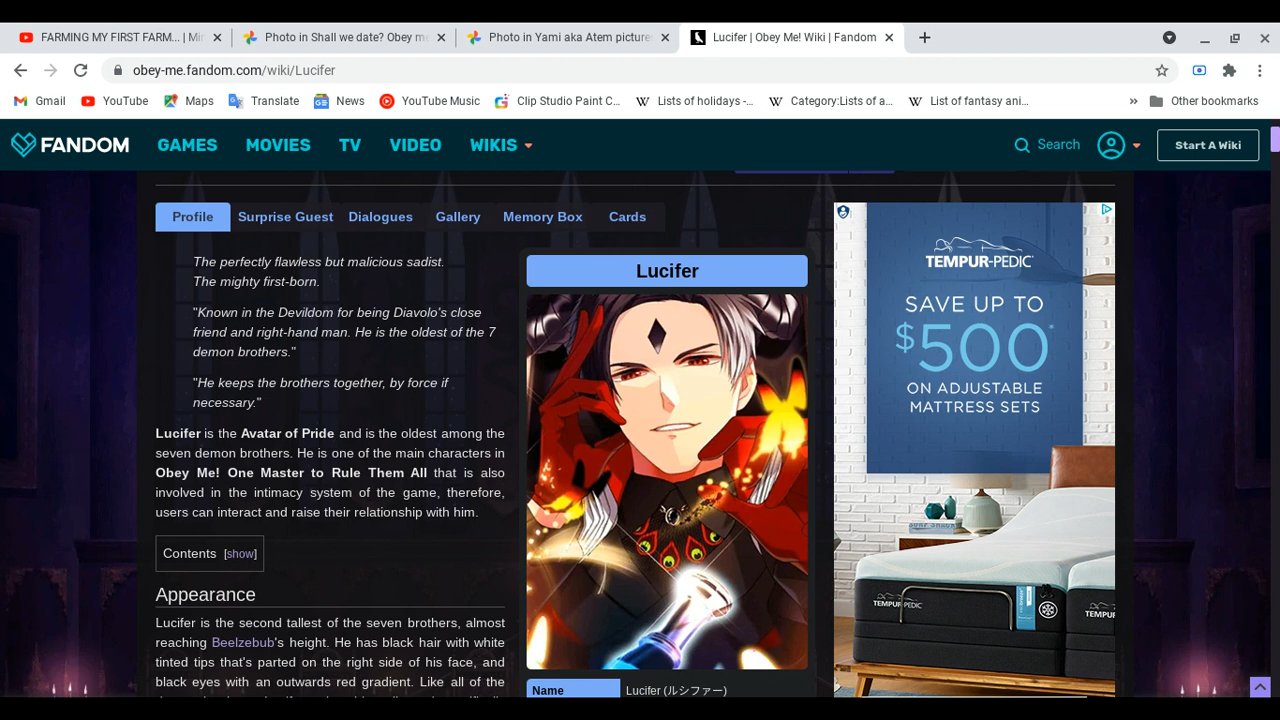 FARMING MY FIRST FARM... | Mi
Photo in Shall we date? Obey me
Photo in Yami aka Atem picture
Lucifer | Obey Me! Wiki | Fandom
obey-me.fandom.com/wiki/Lucifer
Gmail
YouTube
Maps
Translate
News
YouTube Music
Clip Studio Paint C...
Lists of holidays -...
Category:Lists of a...
List of fantasy ani...
Other bookmarks
FANDOM
GAMES
MOVIES
TV
VIDEO
WIKIS
Search
Start A Wiki
Profile
Surprise Guest
Dialogues
Gallery
Memory Box
Cards
The perfectly flawless but malicious sadist.
The mighty first-born.
"Known in the Devildom for being Diavolo's close
friend and right-hand man. He is the oldest of the 7
demon brothers."
"He keeps the brothers together, by force if
necessary."
Lucifer is the Avatar of Pride and is the oldest among the
seven demon brothers. He is one of the main characters in
Obey Me! One Master to Rule Them All that is also
involved in the intimacy system of the game, therefore,
users can interact and raise their relationship with him.
Contents [show]
Appearance
Lucifer is the second tallest of the seven brothers, almost
reaching Beelzebub's height. He has black hair with white
tinted tips that's parted on the right side of his face, and
black eyes with an outwards red gradient. Like all of the
Lucifer
Name
Lucifer (ルシファー)
TEMPUR-PEDIC
SAVE UP TO
$500*
ON ADJUSTABLE
MATTRESS SETS
TEMPUR-PEDIC